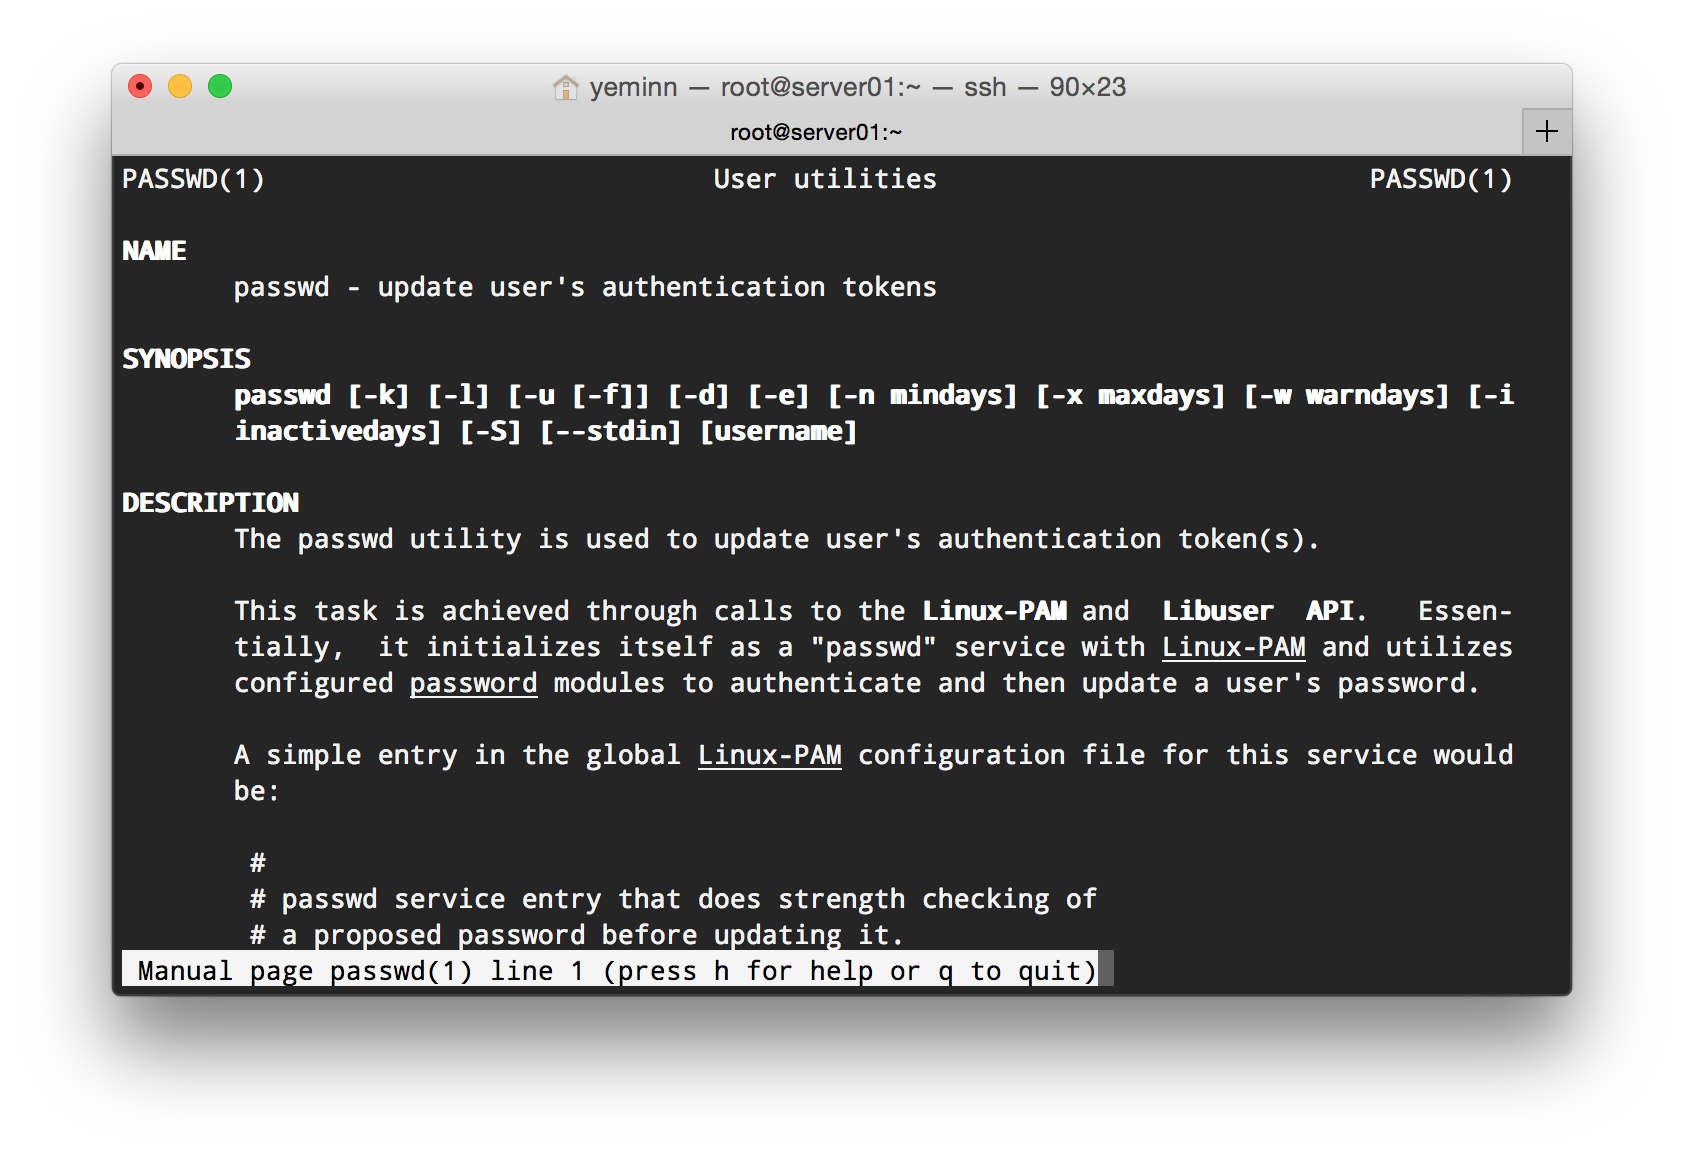 yeminn — root@server01:~ — ssh — 90×23
root@server01:~ +
PASSWD(1) User utilities PASSWD(1)
NAME
passwd - update user's authentication tokens
SYNOPSIS
passwd [-k] [-l] [-u [-f]] [-d] [-e] [-n mindays] [-x maxdays] [-w warndays] [-i
inactivedays] [-S] [--stdin] [username]
DESCRIPTION
The passwd utility is used to update user's authentication token(s).
This task is achieved through calls to the Linux-PAM and  Libuser  API.   Essen-
tially,  it initializes itself as a "passwd" service with Linux-PAM and utilizes
configured password modules to authenticate and then update a user's password.
A simple entry in the global Linux-PAM configuration file for this service would
be:
#
# passwd service entry that does strength checking of
# a proposed password before updating it.
Manual page passwd(1) line 1 (press h for help or q to quit)